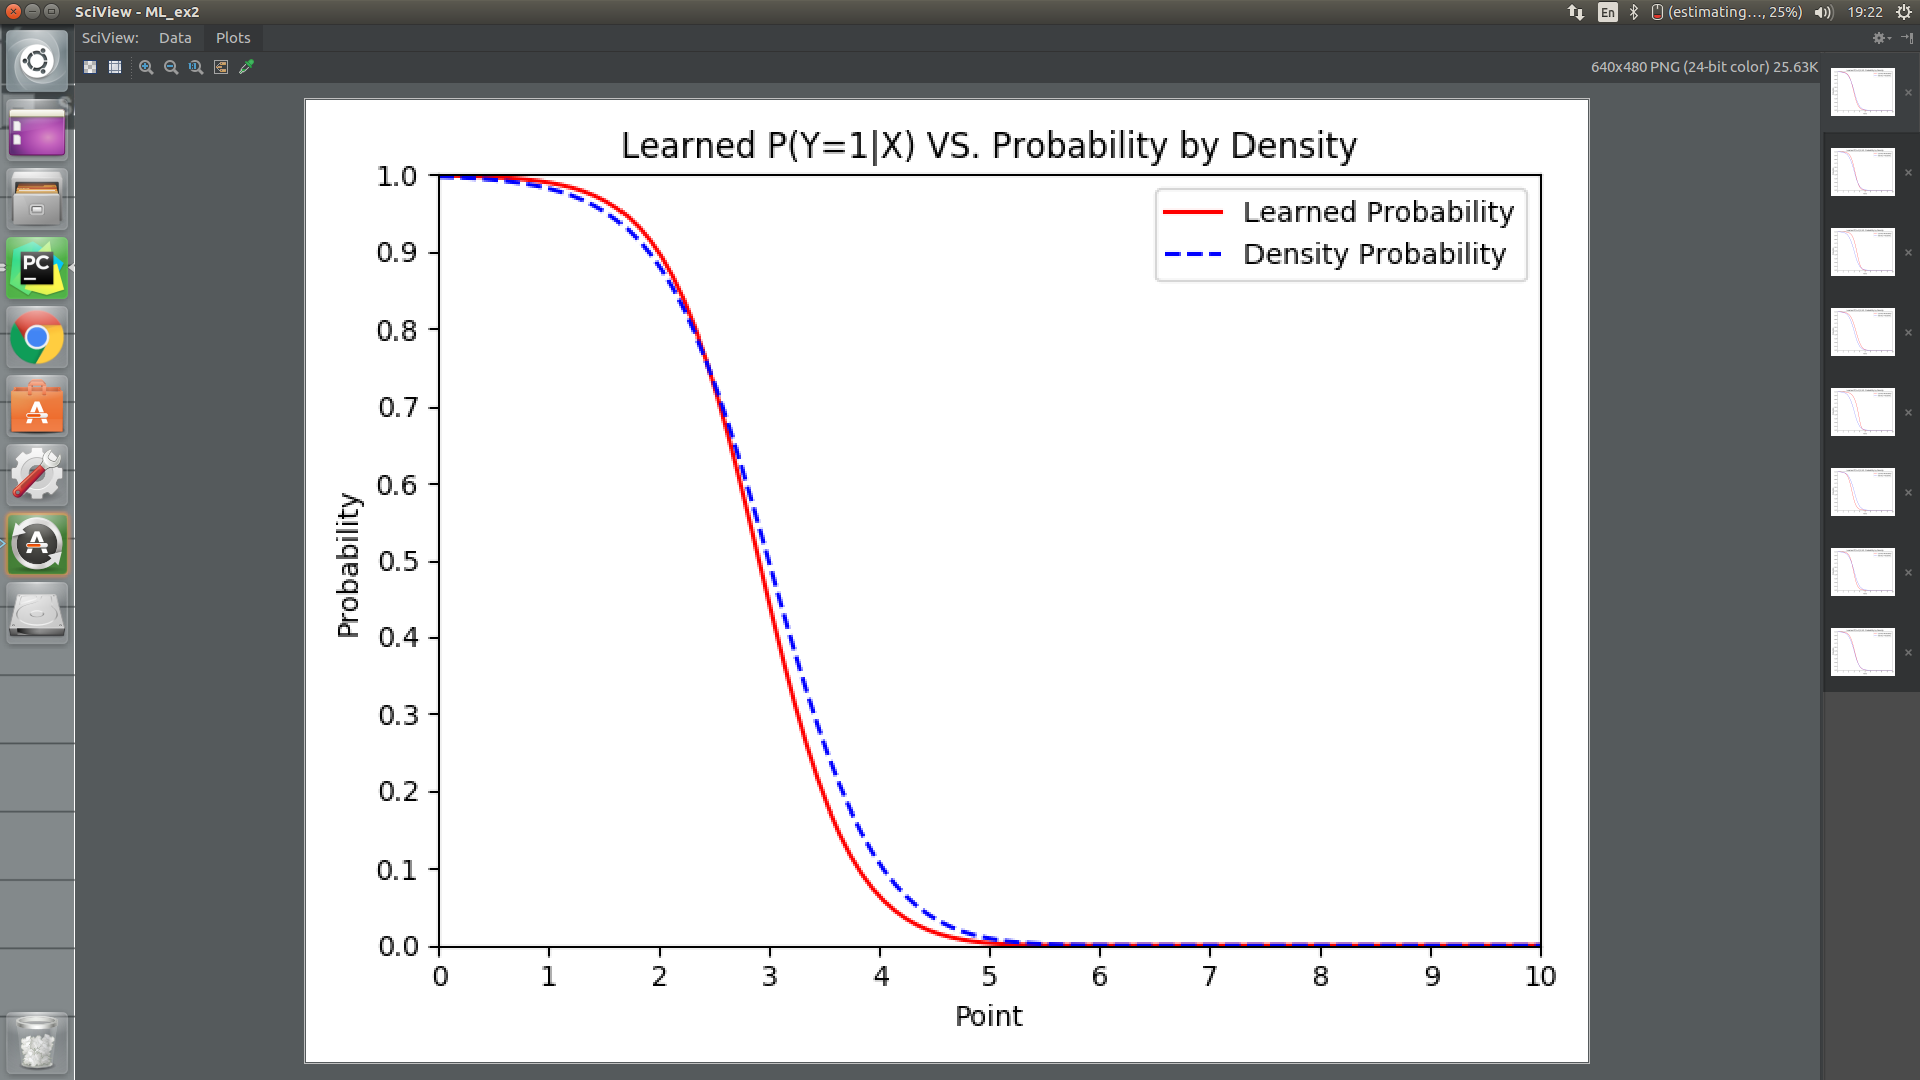 SciView - ML_ex2
En
(estimating..., 25%)
19:22
SciView:
Data
Plots
640x480 PNG (24-bit color) 25.63K
PC
Learned P(Y=1|X) VS. Probability by Density
Learned Probability
Density Probability
1.0
0.9
0.8
0.7
0.6
0.5
0.4
0.3
0.2
0.1
0.0
Probability
0 1 2 3 4 5 6 7 8 9 10
Point